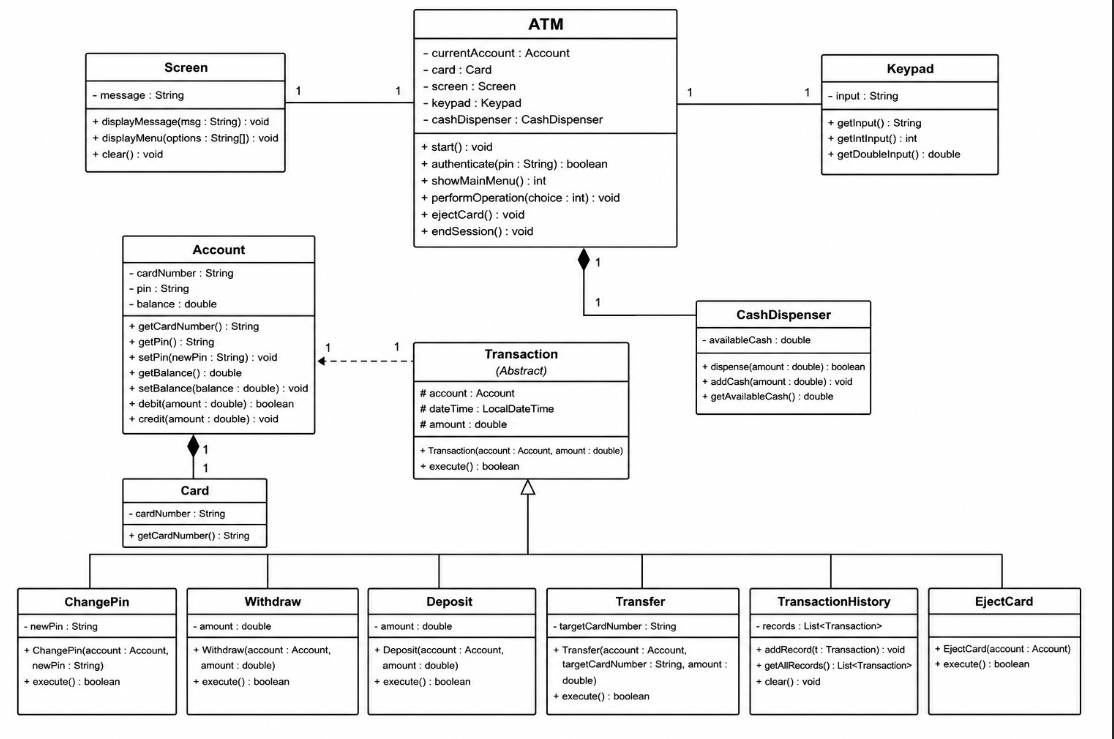 ATM
- currentAccount : Account
- card : Card
- screen : Screen
- keypad : Keypad
- cashDispenser : CashDispenser
+ start() : void
+ authenticate(pin : String) : boolean
+ showMainMenu() : int
+ performOperation(choice : int) : void
+ ejectCard() : void
+ endSession() : void
Screen
- message : String
+ displayMessage(msg : String) : void
+ displayMenu(options : String[]) : void
+ clear() : void
1
1
1
1
Keypad
- input : String
+ getInput() : String
+ getIntInput() : int
+ getDoubleInput() : double
Account
- cardNumber : String
- pin : String
- balance : double
+ getCardNumber() : String
+ getPin() : String
+ setPin(newPin : String) : void
+ getBalance() : double
+ setBalance(balance : double) : void
+ debit(amount : double) : boolean
+ credit(amount : double) : void
1
1
CashDispenser
- availableCash : double
+ dispense(amount : double) : boolean
+ addCash(amount : double) : void
+ getAvailableCash() : double
1
1
Transaction
(Abstract)
# account : Account
# dateTime : LocalDateTime
# amount : double
+ Transaction(account : Account, amount : double)
+ execute() : boolean
1
1
Card
- cardNumber : String
+ getCardNumber() : String
ChangePin
- newPin : String
+ ChangePin(account : Account,
newPin : String)
+ execute() : boolean
Withdraw
- amount : double
+ Withdraw(account : Account,
amount : double)
+ execute() : boolean
Deposit
- amount : double
+ Deposit(account : Account,
amount : double)
+ execute() : boolean
Transfer
- targetCardNumber : String
+ Transfer(account : Account,
targetCardNumber : String, amount :
double)
+ execute() : boolean
TransactionHistory
- records : List<Transaction>
+ addRecord(t : Transaction) : void
+ getAllRecords() : List<Transaction>
+ clear() : void
EjectCard
+ EjectCard(account : Account)
+ execute() : boolean